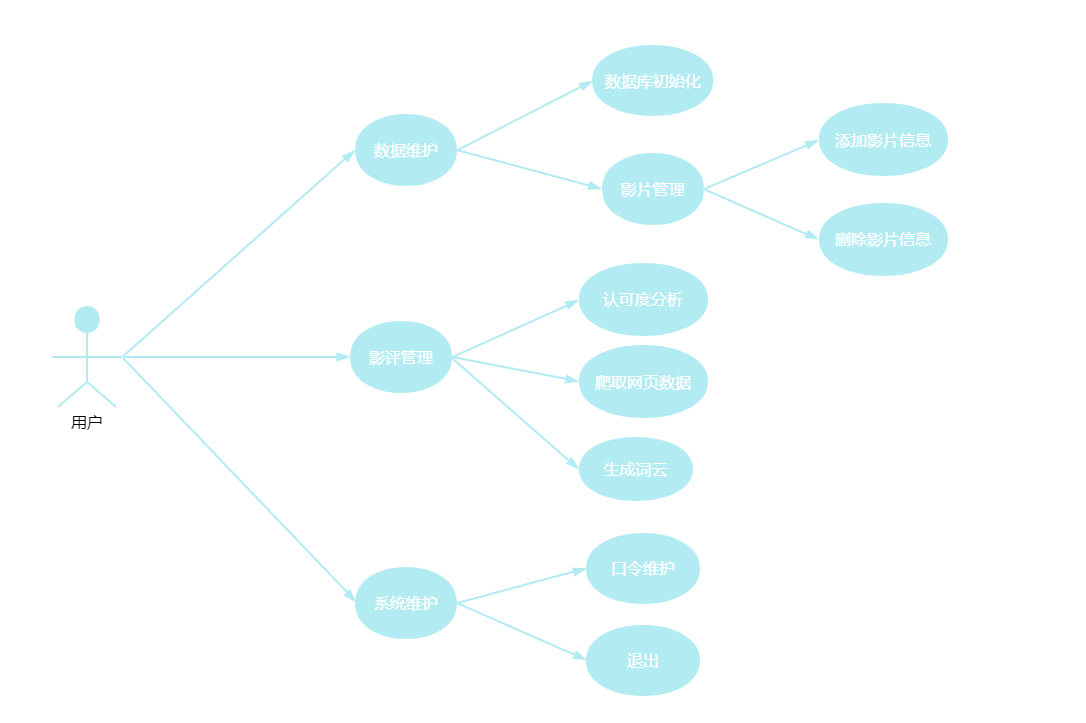 数据库初始化
添加影片信息
数据维护
影片管理
删除影片信息
认可度分析
影评管理
爬取网页数据
用户
生成词云
口令维护
系统维护
退出